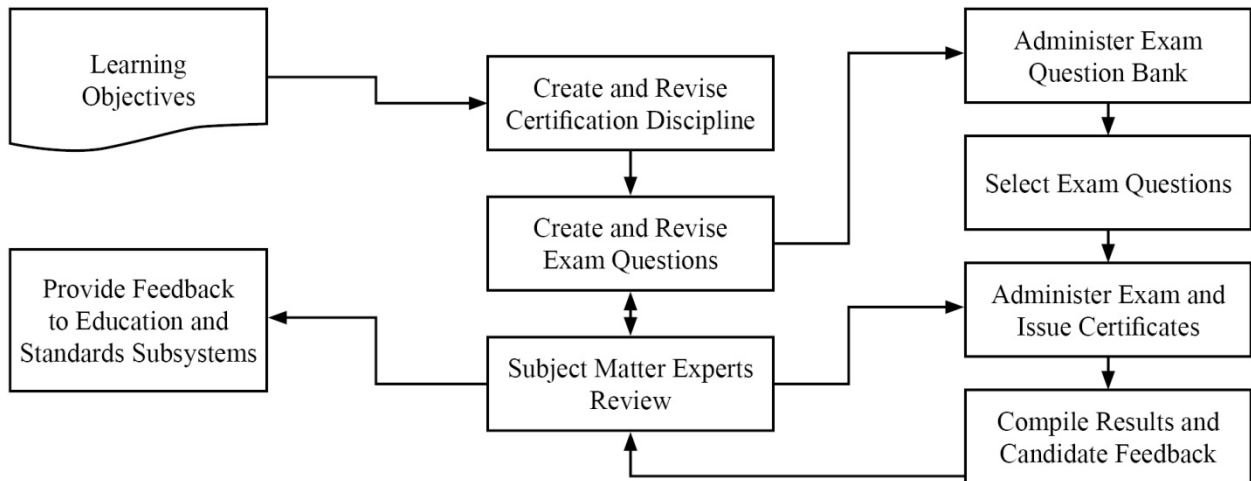 Learning
Objectives
Create and Revise
Certification Discipline
Administer Exam
Question Bank
Select Exam Questions
Create and Revise
Exam Questions
Provide Feedback
to Education and
Standards Subsystems
Administer Exam and
Issue Certificates
Subject Matter Experts
Review
Compile Results and
Candidate Feedback